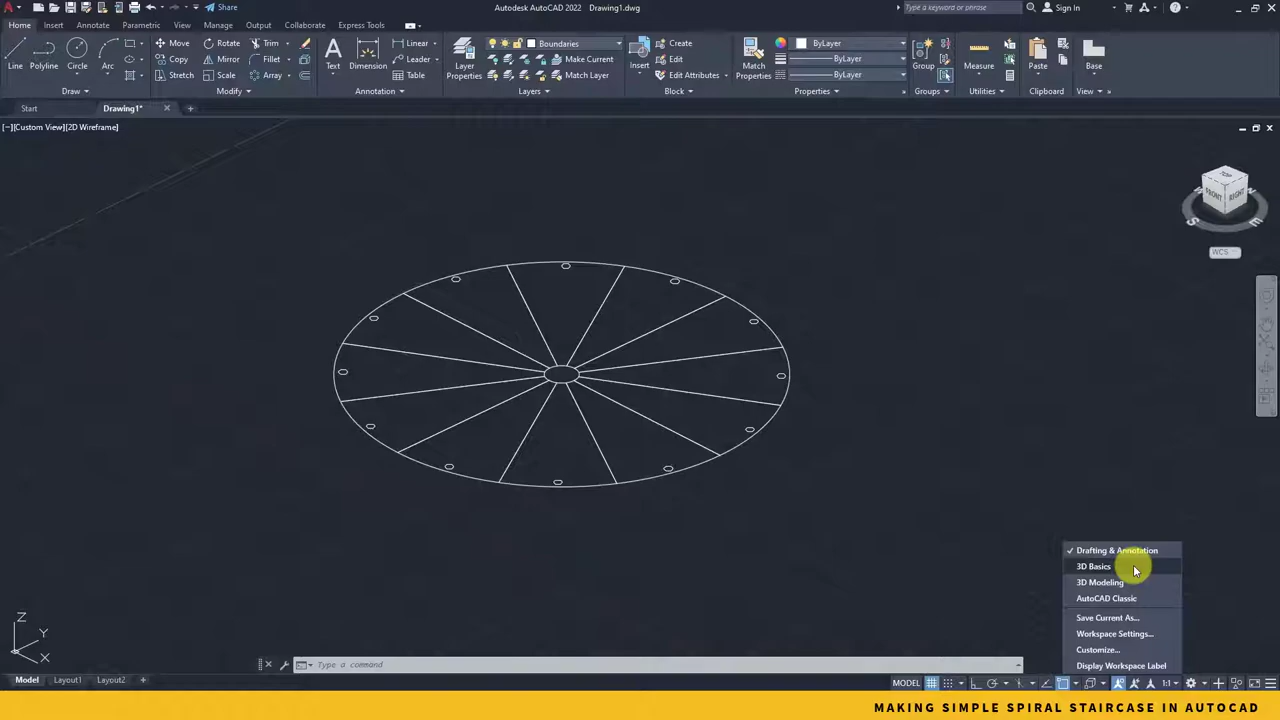 Share
Autodesk AutoCAD 2022 Drawing1.dwg
Type a keyword or phrase
Sign In
Home Insert Annotate Parametric View Manage Output Collaborate Express Tools
Line Polyline Circle Arc
Move Rotate Trim
Copy Mirror Fillet
Stretch Scale Array
Text Dimension
Linear
Leader
Table
Layer Properties
Boundaries
Make Current
Match Layer
Insert
Create
Edit
Edit Attributes
Match Properties
ByLayer
ByLayer
ByLayer
Group
Measure
Paste
Base
Draw Modify Annotation Layers Block Properties Groups Utilities Clipboard View
Start Drawing1*
[−][Custom View][2D Wireframe]
TOP
FRONT RIGHT
S E
WCS
Drafting & Annotation
3D Basics
3D Modeling
AutoCAD Classic
Save Current As...
Workspace Settings...
Customize...
Display Workspace Label
Z
Y
X
Type a command
Model Layout1 Layout2
MODEL
1:1
MAKING SIMPLE SPIRAL STAIRCASE IN AUTOCAD